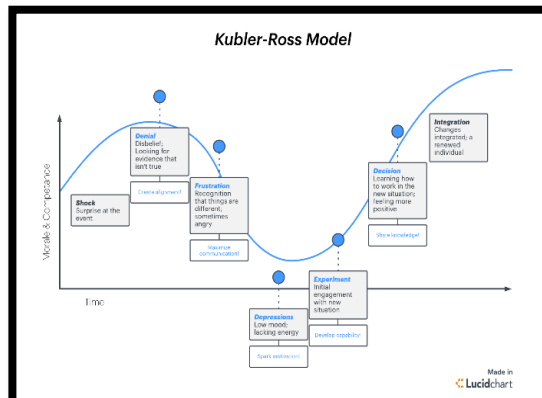 Kubler-Ross Model
Morale & Competance
Time
Shock
Surprise at the
event
Denial
Disbelief;
Looking for
evidence that
isn't true
Create alignment!
Frustration
Recognition
that things are
different;
sometimes
angry
Maximize
communication!
Depressions
Low mood;
lacking energy
Spark motivation!
Experiment
Initial
engagement
with new
situation
Develop capability!
Decision
Learning how
to work in the
new situation;
feeling more
positive
Share knowledge!
Integration
Changes
integrated; a
renewed
individual
Made in
Lucidchart